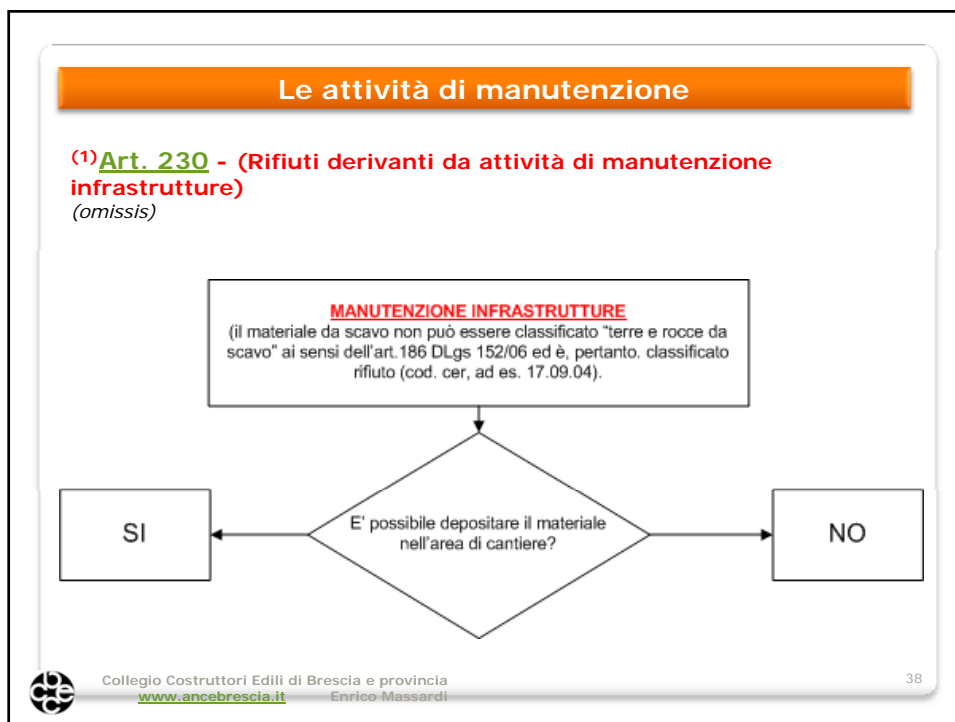 Le attività di manutenzione
(1)Art. 230 - (Rifiuti derivanti da attività di manutenzione
infrastrutture)
(omissis)
MANUTENZIONE INFRASTRUTTURE
(il materiale da scavo non può essere classificato "terre e rocce da
scavo" ai sensi dell'art.186 DLgs 152/06 ed è, pertanto. classificato
rifiuto (cod. cer, ad es. 17.09.04).
SI
E' possibile depositare il materiale
nell'area di cantiere?
NO
Collegio Costruttori Edili di Brescia e provincia
www.ancebrescia.it Enrico Massardi
38